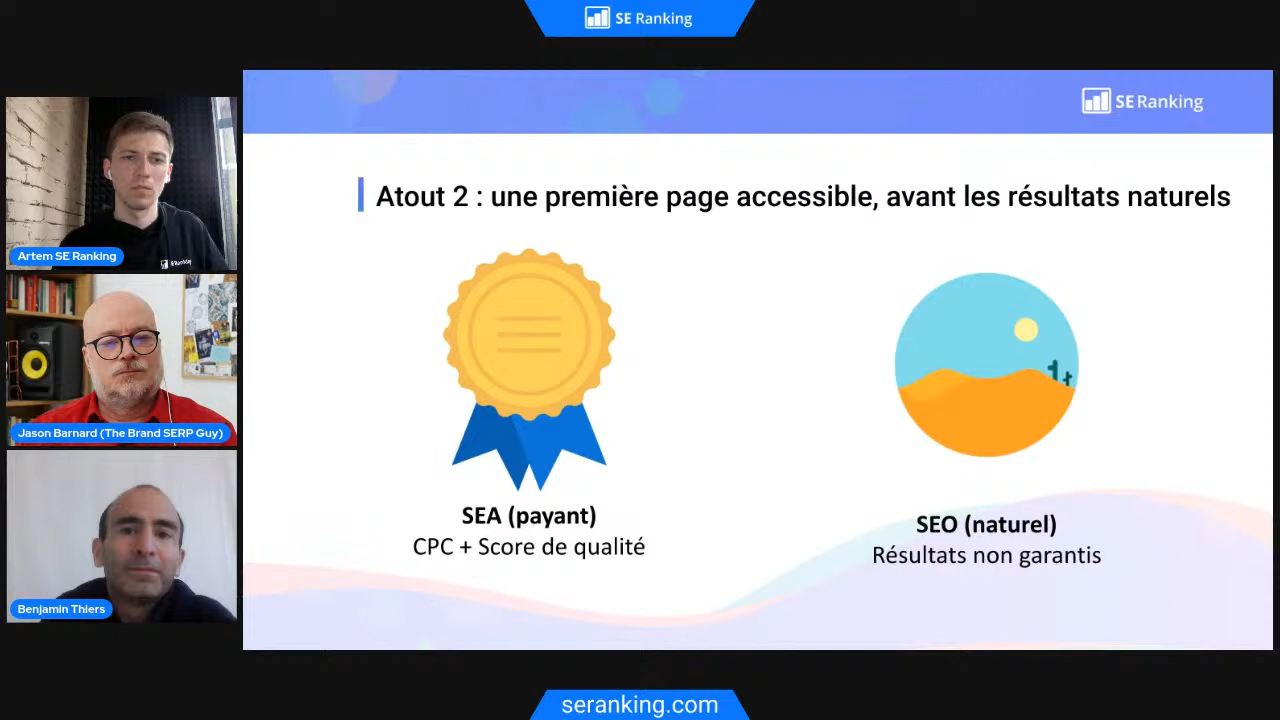 SE Ranking
SE Ranking
Atout 2 : une première page accessible, avant les résultats naturels
Artem SE Ranking
SE Ranking
Jason Barnard (The Brand SERP Guy)
Benjamin Thiers
SEA (payant)
CPC + Score de qualité
SEO (naturel)
Résultats non garantis
seranking.com